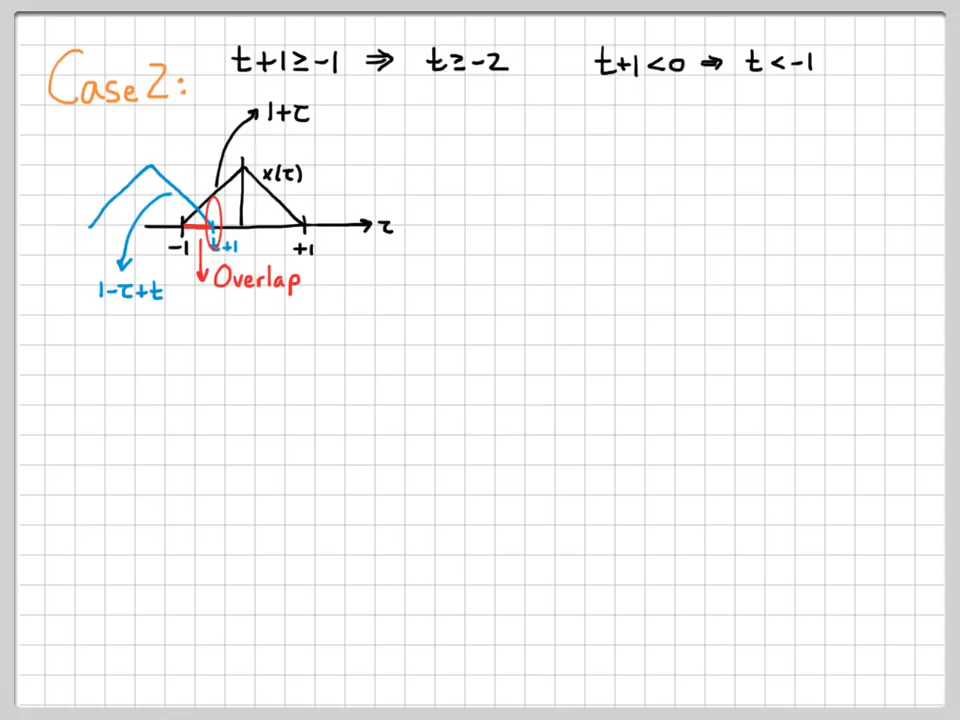 Case 2: t+1 ≥ -1 ⇒ t ≥ -2 t+1 < 0 ⇒ t < -1
1+τ
x(τ)
τ
-1 t+1 +1
Overlap
1-τ+t